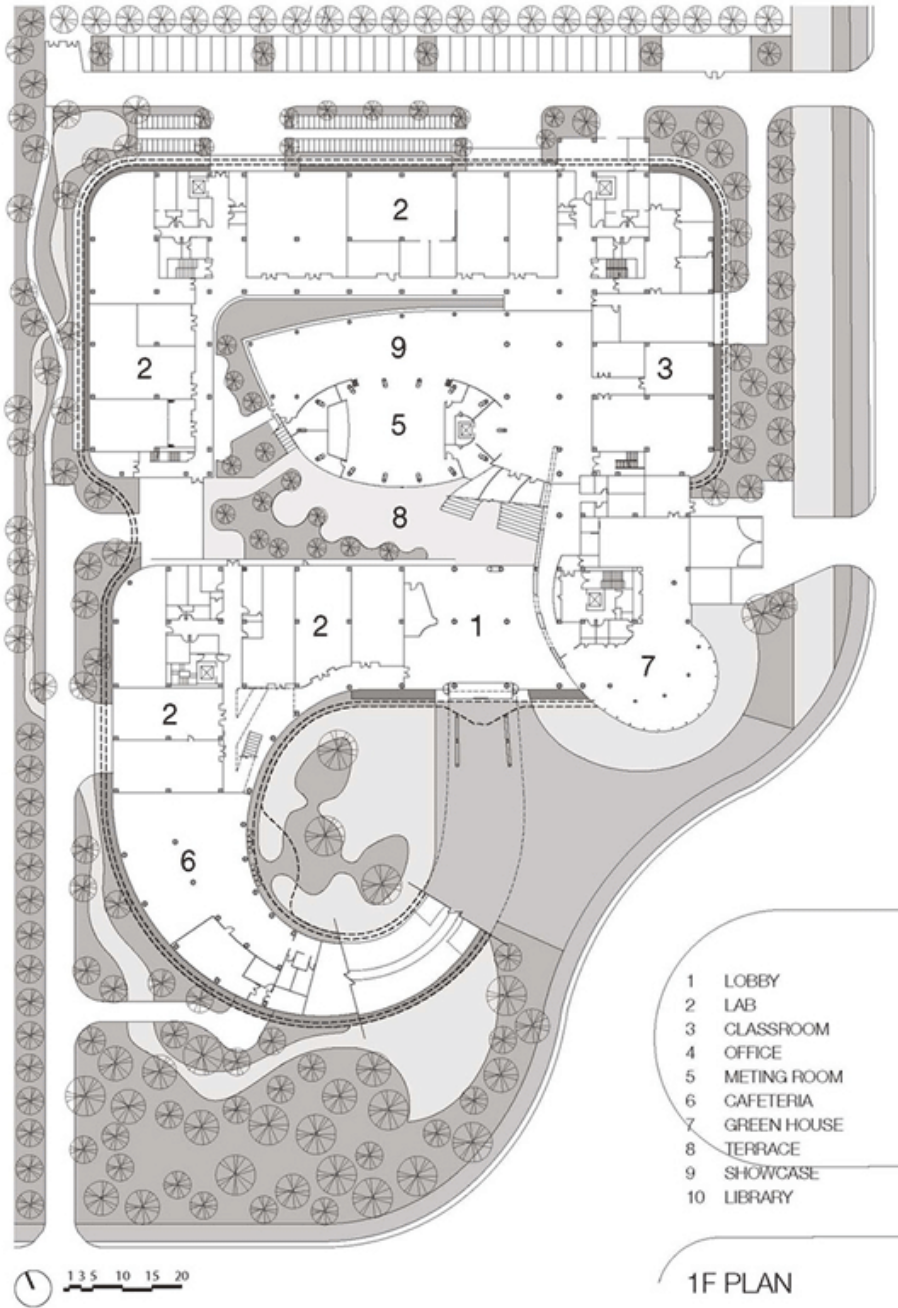 2
9
2
3
5
8
2
1
7
2
6
1 LOBBY
2 LAB
3 CLASSROOM
4 OFFICE
5 METING ROOM
6 CAFETERIA
7 GREEN HOUSE
8 TERRACE
9 SHOWCASE
10 LIBRARY
1 3 5 10 15 20
1F PLAN